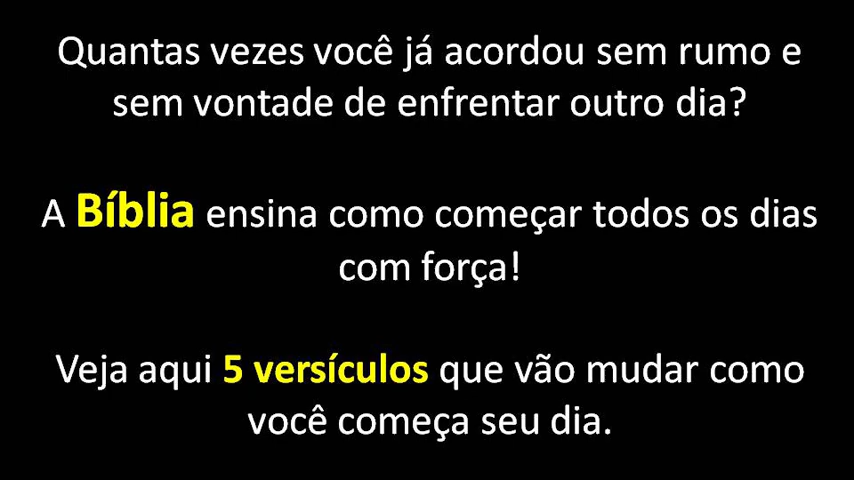 Quantas vezes você já acordou sem rumo e
sem vontade de enfrentar outro dia?
A Bíblia ensina como começar todos os dias
com força!
Veja aqui 5 versículos que vão mudar como
você começa seu dia.